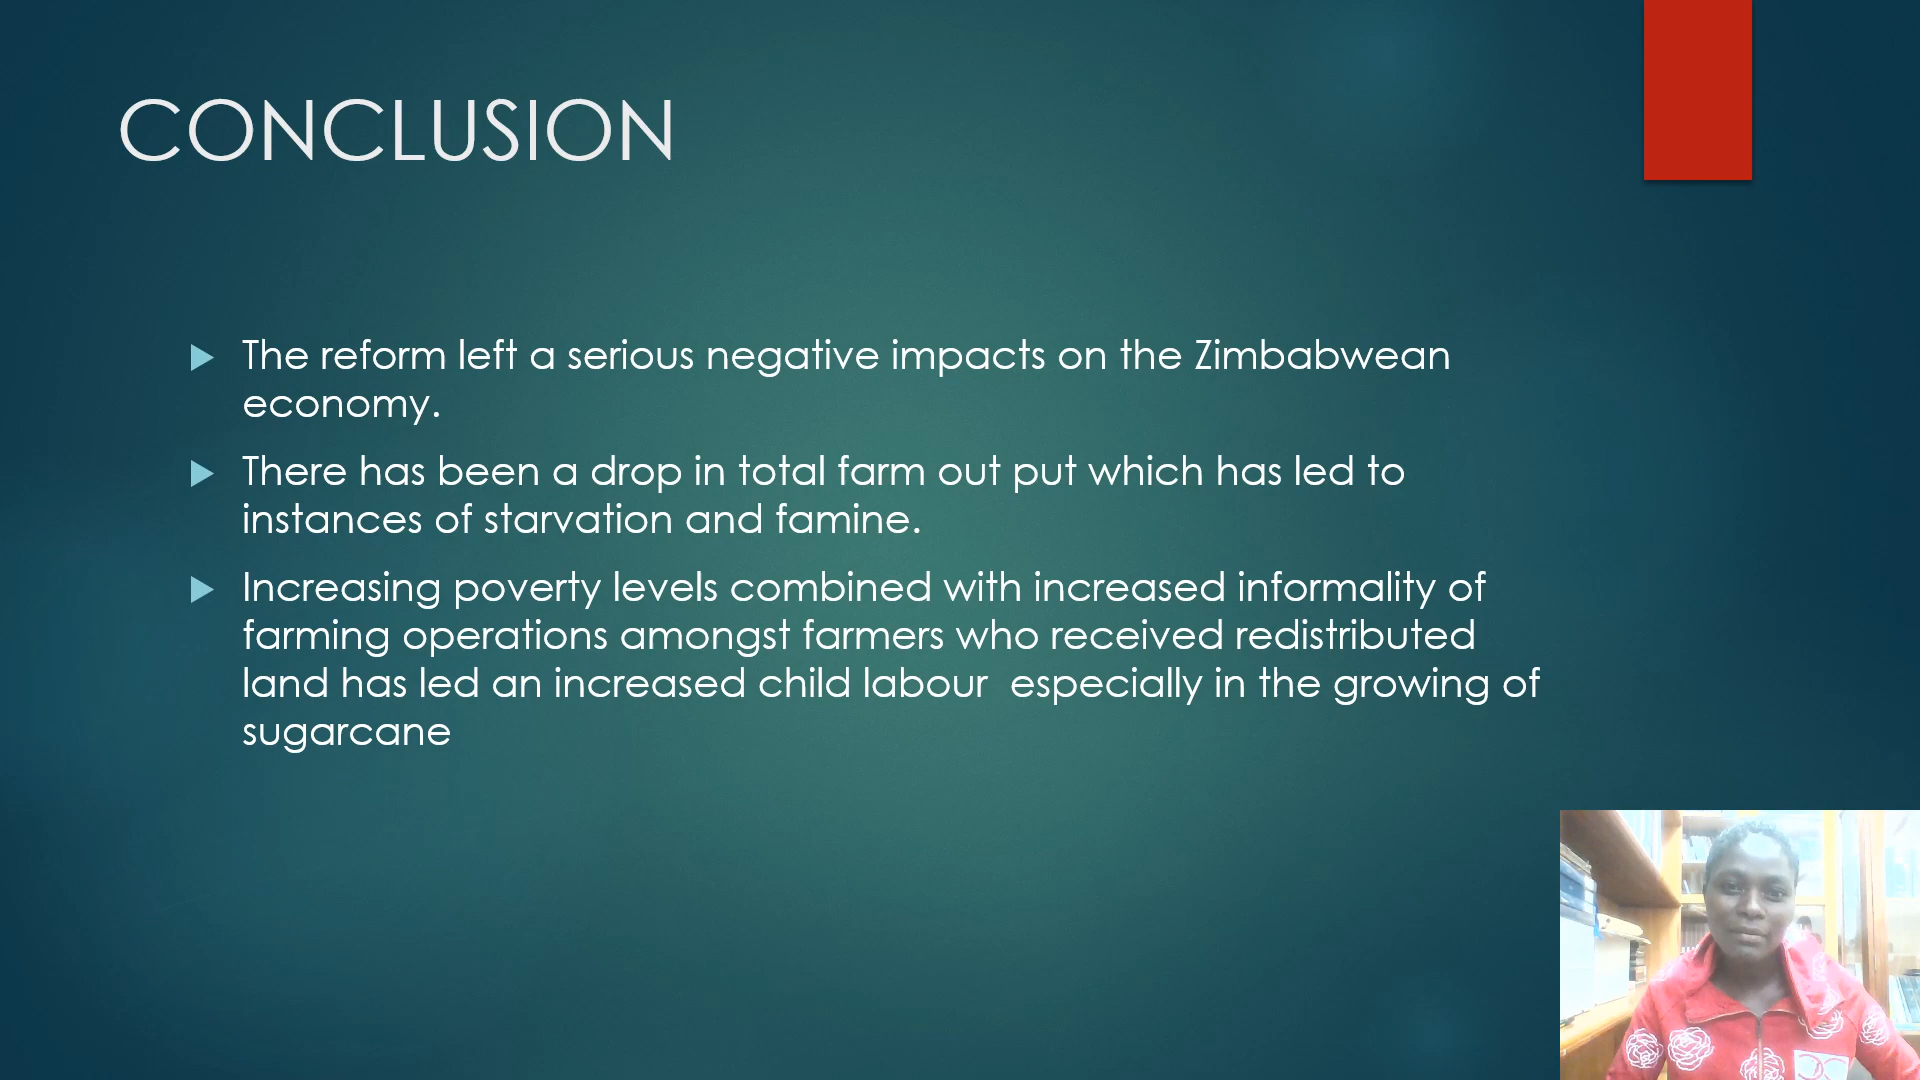 CONCLUSION
The reform left a serious negative impacts on the Zimbabwean
economy.
There has been a drop in total farm out put which has led to
instances of starvation and famine.
Increasing poverty levels combined with increased informality of
farming operations amongst farmers who received redistributed
land has led an increased child labour  especially in the growing of
sugarcane